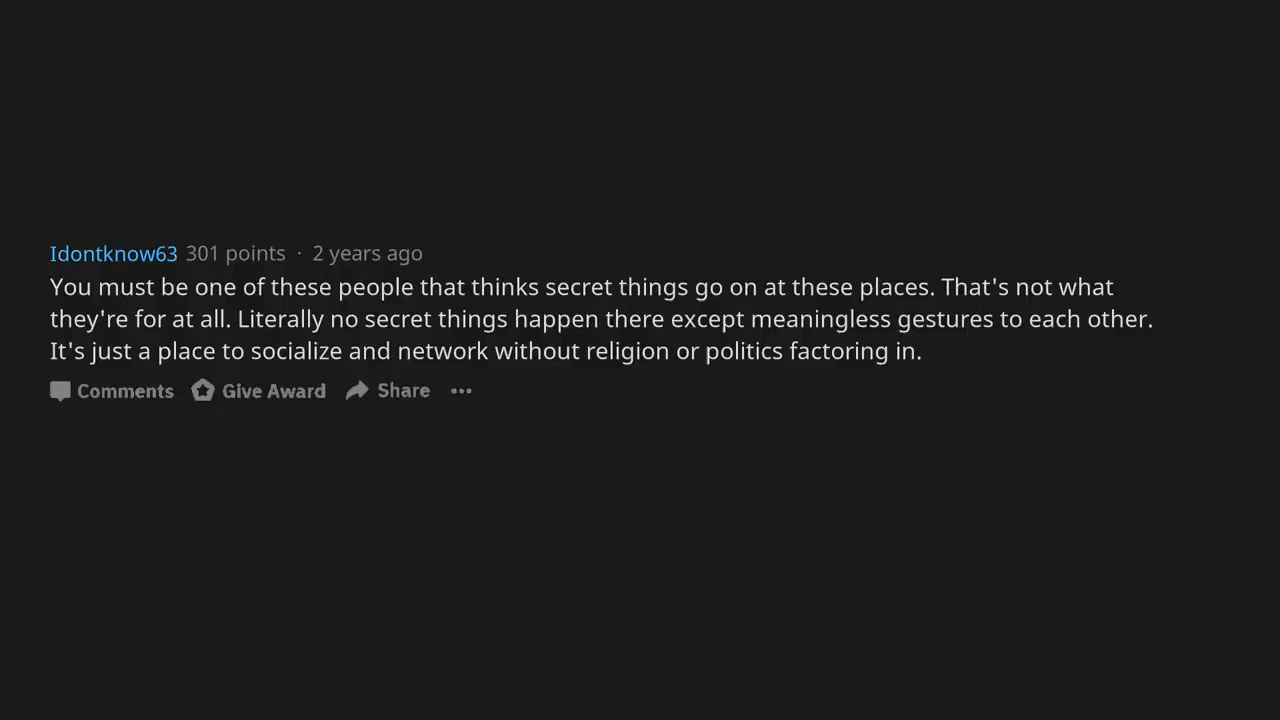 Idontknow63 301 points · 2 years ago
You must be one of these people that thinks secret things go on at these places. That's not what
they're for at all. Literally no secret things happen there except meaningless gestures to each other.
It's just a place to socialize and network without religion or politics factoring in.
Comments Give Award Share ···